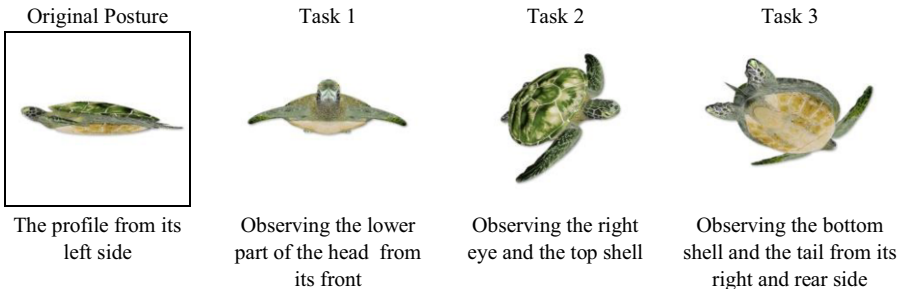 Original Posture
Task 1
Task 2
Task 3
The profile from its
left side
Observing the lower
part of the head from
its front
Observing the right
eye and the top shell
Observing the bottom
shell and the tail from its
right and rear side